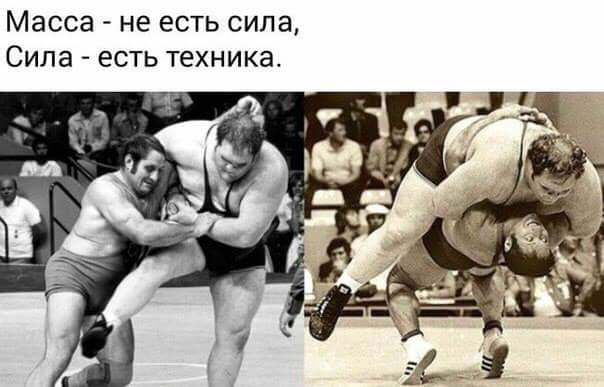 Масса - не есть сила,
Сила - есть техника.